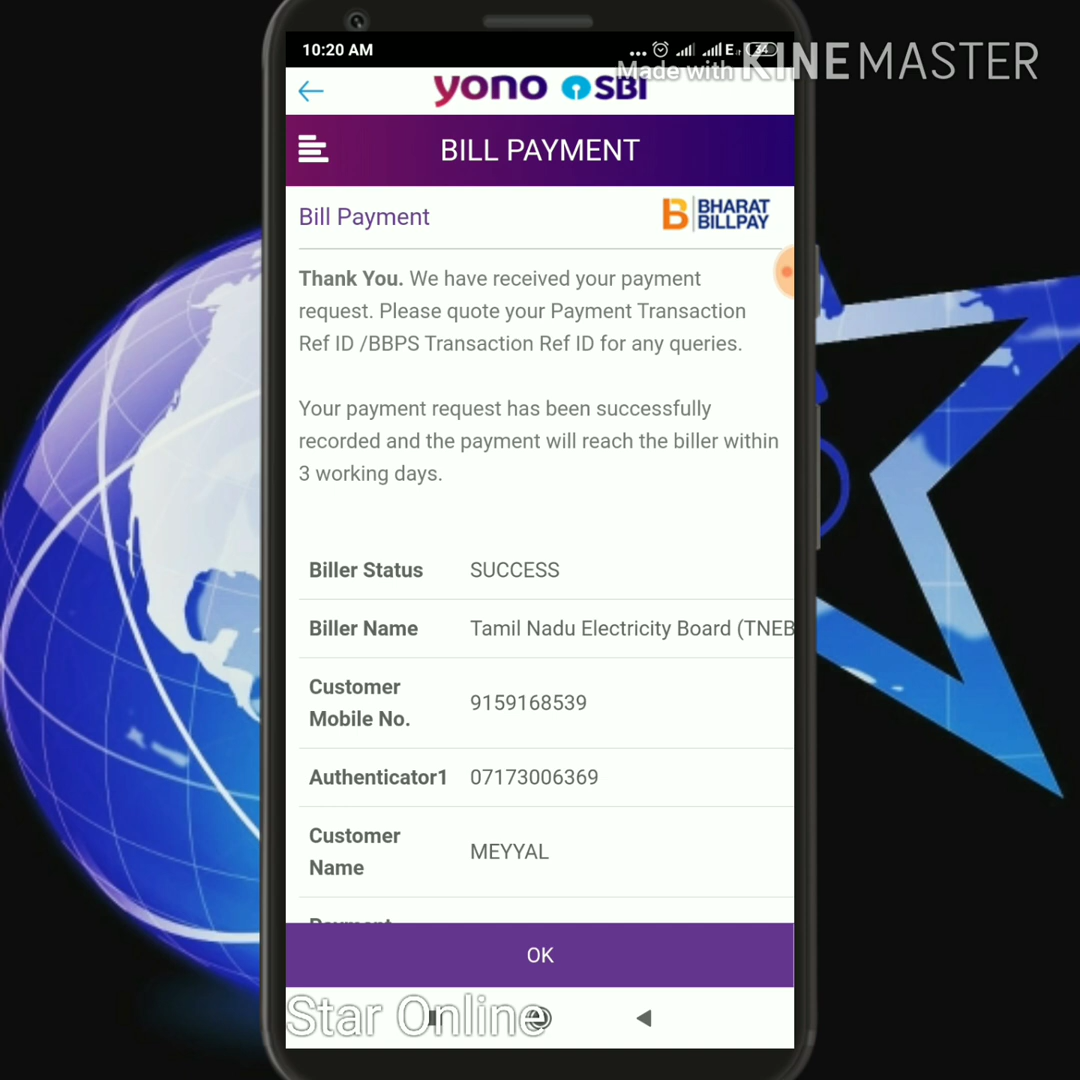 10:20 AM
34
Made with KINEMASTER
yono SBI
BILL PAYMENT
Bill Payment
BHARAT
BILLPAY
Thank You. We have received your payment
request. Please quote your Payment Transaction
Ref ID /BBPS Transaction Ref ID for any queries.
Your payment request has been successfully
recorded and the payment will reach the biller within
3 working days.
Biller Status SUCCESS
Biller Name Tamil Nadu Electricity Board (TNEB
Customer
Mobile No. 9159168539
Authenticator1 07173006369
Customer
Name MEYYAL
OK
Star Online